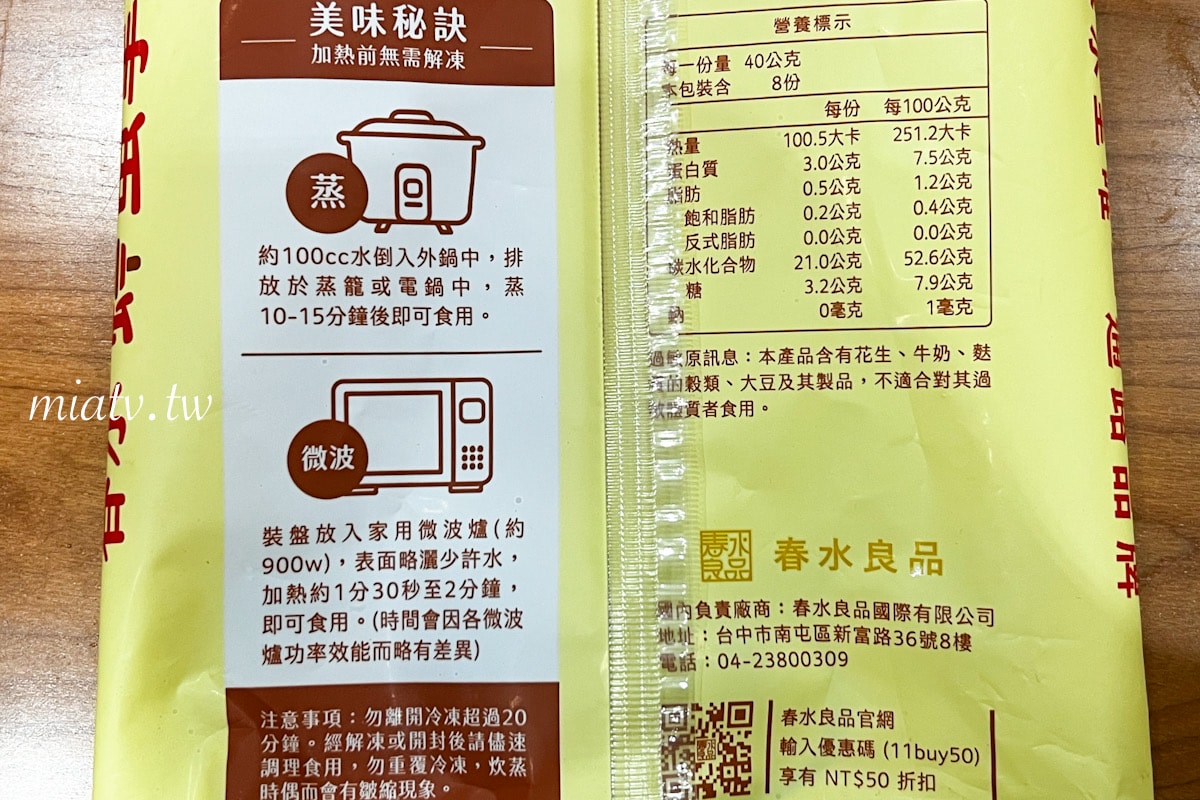 美味秘訣
加熱前無需解凍
蒸
約100cc水倒入外鍋中，排
放於蒸籠或電鍋中，蒸
10-15分鐘後即可食用。
微波
裝盤放入家用微波爐(約
900w)，表面略灑少許水，
加熱約1分30秒至2分鐘，
即可食用。(時間會因各微波
爐功率效能而略有差異)
注意事項：勿離開冷凍超過20
分鐘。經解凍或開封後請儘速
調理食用，勿重覆冷凍，炊蒸
時偶而會有皺縮現象。
營養標示
每一份量 40公克
本包裝含 8份
每份 每100公克
熱量 100.5大卡 251.2大卡
蛋白質 3.0公克 7.5公克
脂肪 0.5公克 1.2公克
飽和脂肪 0.2公克 0.4公克
反式脂肪 0.0公克 0.0公克
碳水化合物 21.0公克 52.6公克
糖 3.2公克 7.9公克
鈉 0毫克 1毫克
過敏原訊息：本產品含有花生、牛奶、麩
質的穀類、大豆及其製品，不適合對其過
敏體質者食用。
春水良品 春水良品
國內負責廠商：春水良品國際有限公司
地址：台中市南屯區新富路36號8樓
電話：04-23800309
春水良品官網
輸入優惠碼 (11buy50)
享有 NT$50 折扣
通路品牌
miatv.tw